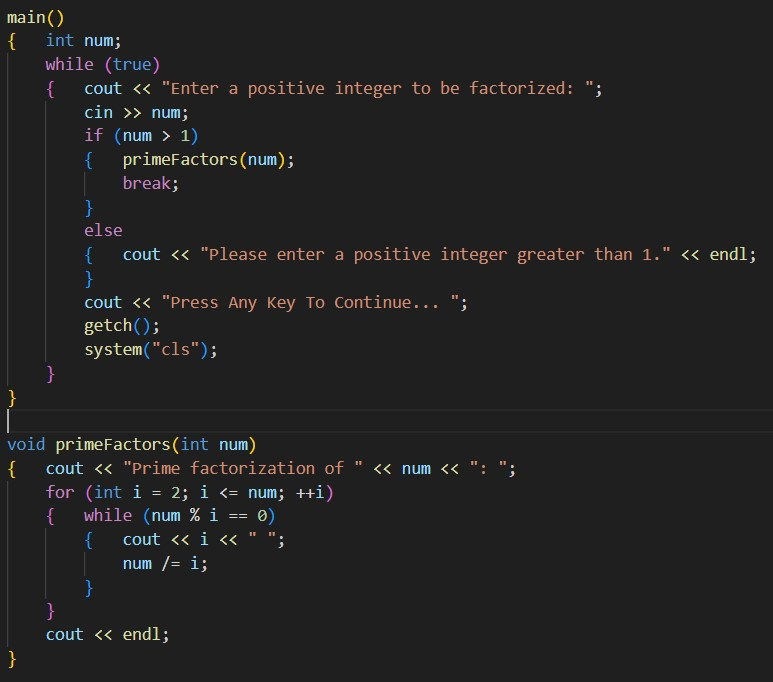 main()
{   int num;
    while (true)
    {   cout << "Enter a positive integer to be factorized: ";
        cin >> num;
        if (num > 1)
        {   primeFactors(num);
            break;
        }
        else
        {   cout << "Please enter a positive integer greater than 1." << endl;
        }
        cout << "Press Any Key To Continue... ";
        getch();
        system("cls");
    }
}

void primeFactors(int num)
{   cout << "Prime factorization of " << num << ": ";
    for (int i = 2; i <= num; ++i)
    {   while (num % i == 0)
        {   cout << i << " ";
            num /= i;
        }
    }
    cout << endl;
}